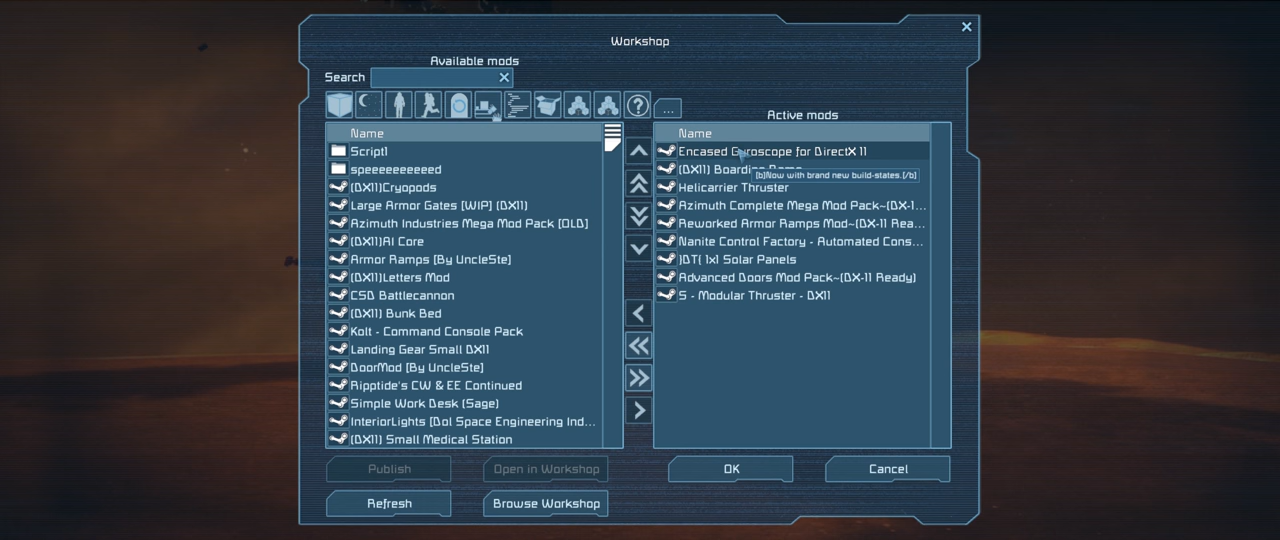 Workshop
Available mods
Search
...
Active mods
Name
Script1
speeeeeeeeed
(DX11)Cryopods
Large Armor Gates [WIP] (DX11)
Azimuth Industries Mega Mod Pack [OLD]
(DX11)AI Core
Armor Ramps [By UncleSte]
(DX11)Letters Mod
CSD Battlecannon
(DX11) Bunk Bed
Kolt - Command Console Pack
Landing Gear Small DX11
DoorMod [By UncleSte]
Ripptide's CW & EE Continued
Simple Work Desk (Sage)
InteriorLights [Dol Space Engineering Ind...
(DX11) Small Medical Station
Name
Encased Gyroscope for DirectX 11
(DX11) Boarding Ramp
[b]Now with brand new build-states.[/b]
Helicarrier Thruster
Azimuth Complete Mega Mod Pack~(DX-1...
Reworked Armor Ramps Mod~(DX-11 Rea...
Nanite Control Factory - Automated Cons...
)DT( 1x1 Solar Panels
Advanced Doors Mod Pack~(DX-11 Ready)
S - Modular Thruster - DX11
Publish
Open in Workshop
OK
Cancel
Refresh
Browse Workshop